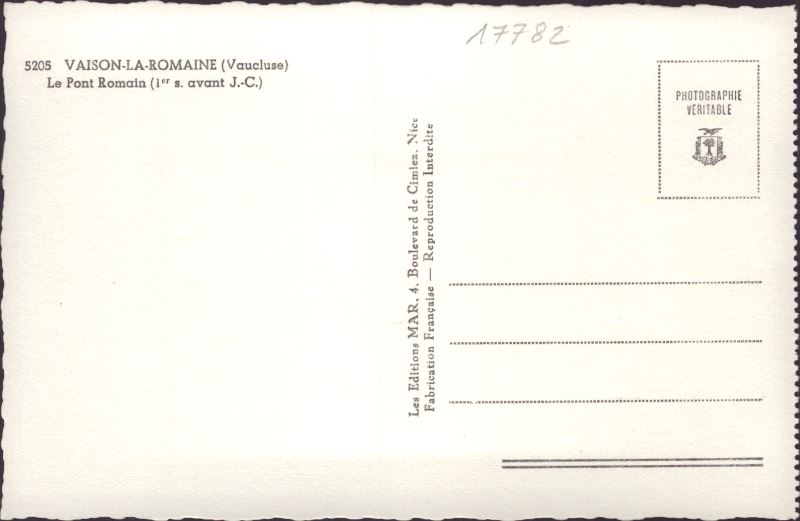 17782
5205 VAISON-LA-ROMAINE (Vaucluse)
Le Pont Romain (1er s. avant J.-C.)
PHOTOGRAPHIE
VÉRITABLE
Les Editions MAR, 4, Boulevard de Cimiez, Nice
Fabrication Française — Reproduction Interdite